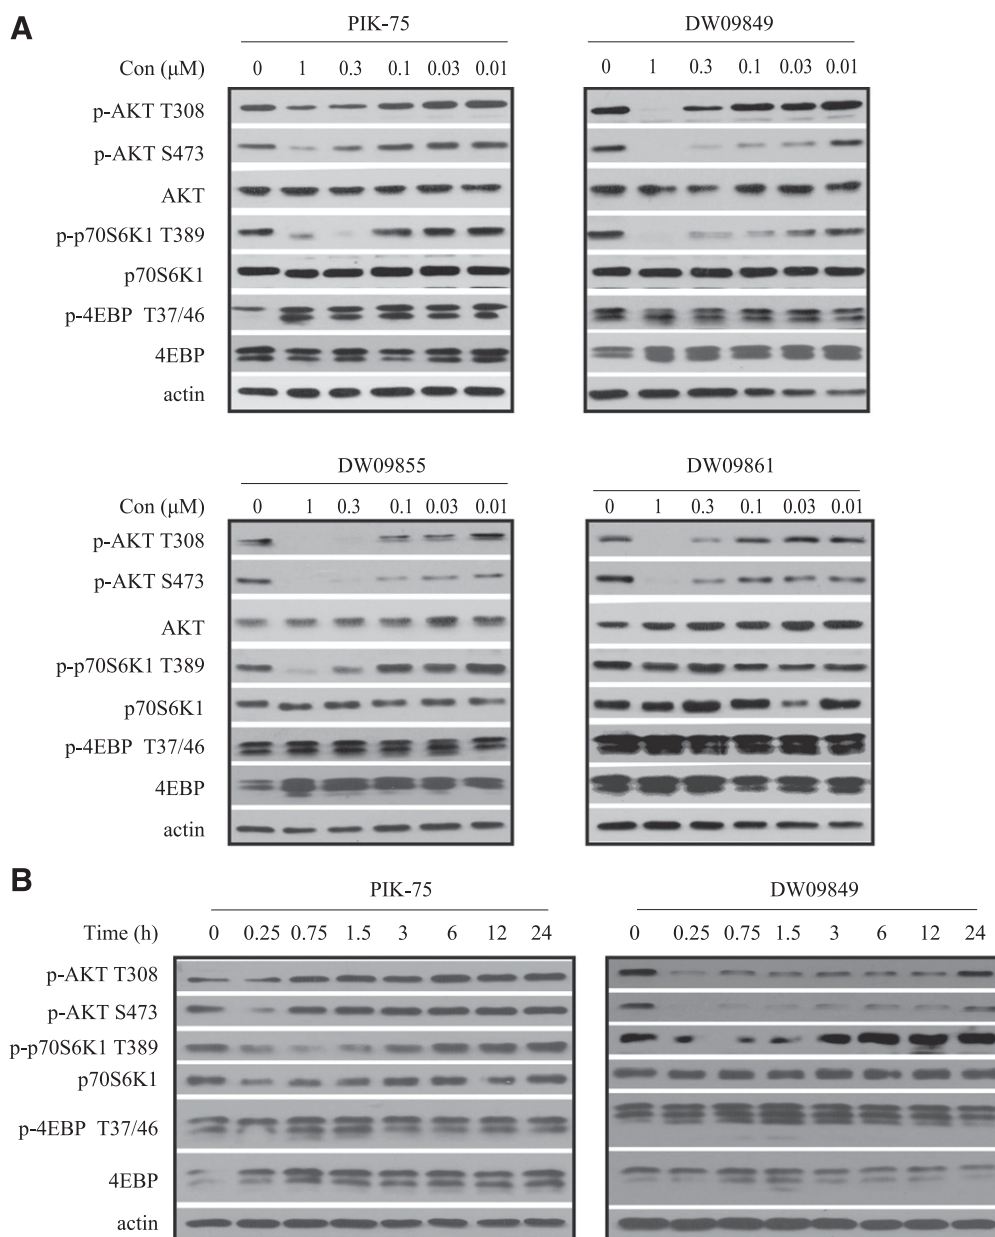 A
PIK-75
DW09849
Con (μM)
0 1 0.3 0.1 0.03 0.01
0 1 0.3 0.1 0.03 0.01
p-AKT T308
p-AKT S473
AKT
p-p70S6K1 T389
p70S6K1
p-4EBP T37/46
4EBP
actin
DW09855
DW09861
Con (μM)
0 1 0.3 0.1 0.03 0.01
0 1 0.3 0.1 0.03 0.01
p-AKT T308
p-AKT S473
AKT
p-p70S6K1 T389
p70S6K1
p-4EBP T37/46
4EBP
actin
B
PIK-75
DW09849
Time (h)
0 0.25 0.75 1.5 3 6 12 24
0 0.25 0.75 1.5 3 6 12 24
p-AKT T308
p-AKT S473
p-p70S6K1 T389
p70S6K1
p-4EBP T37/46
4EBP
actin